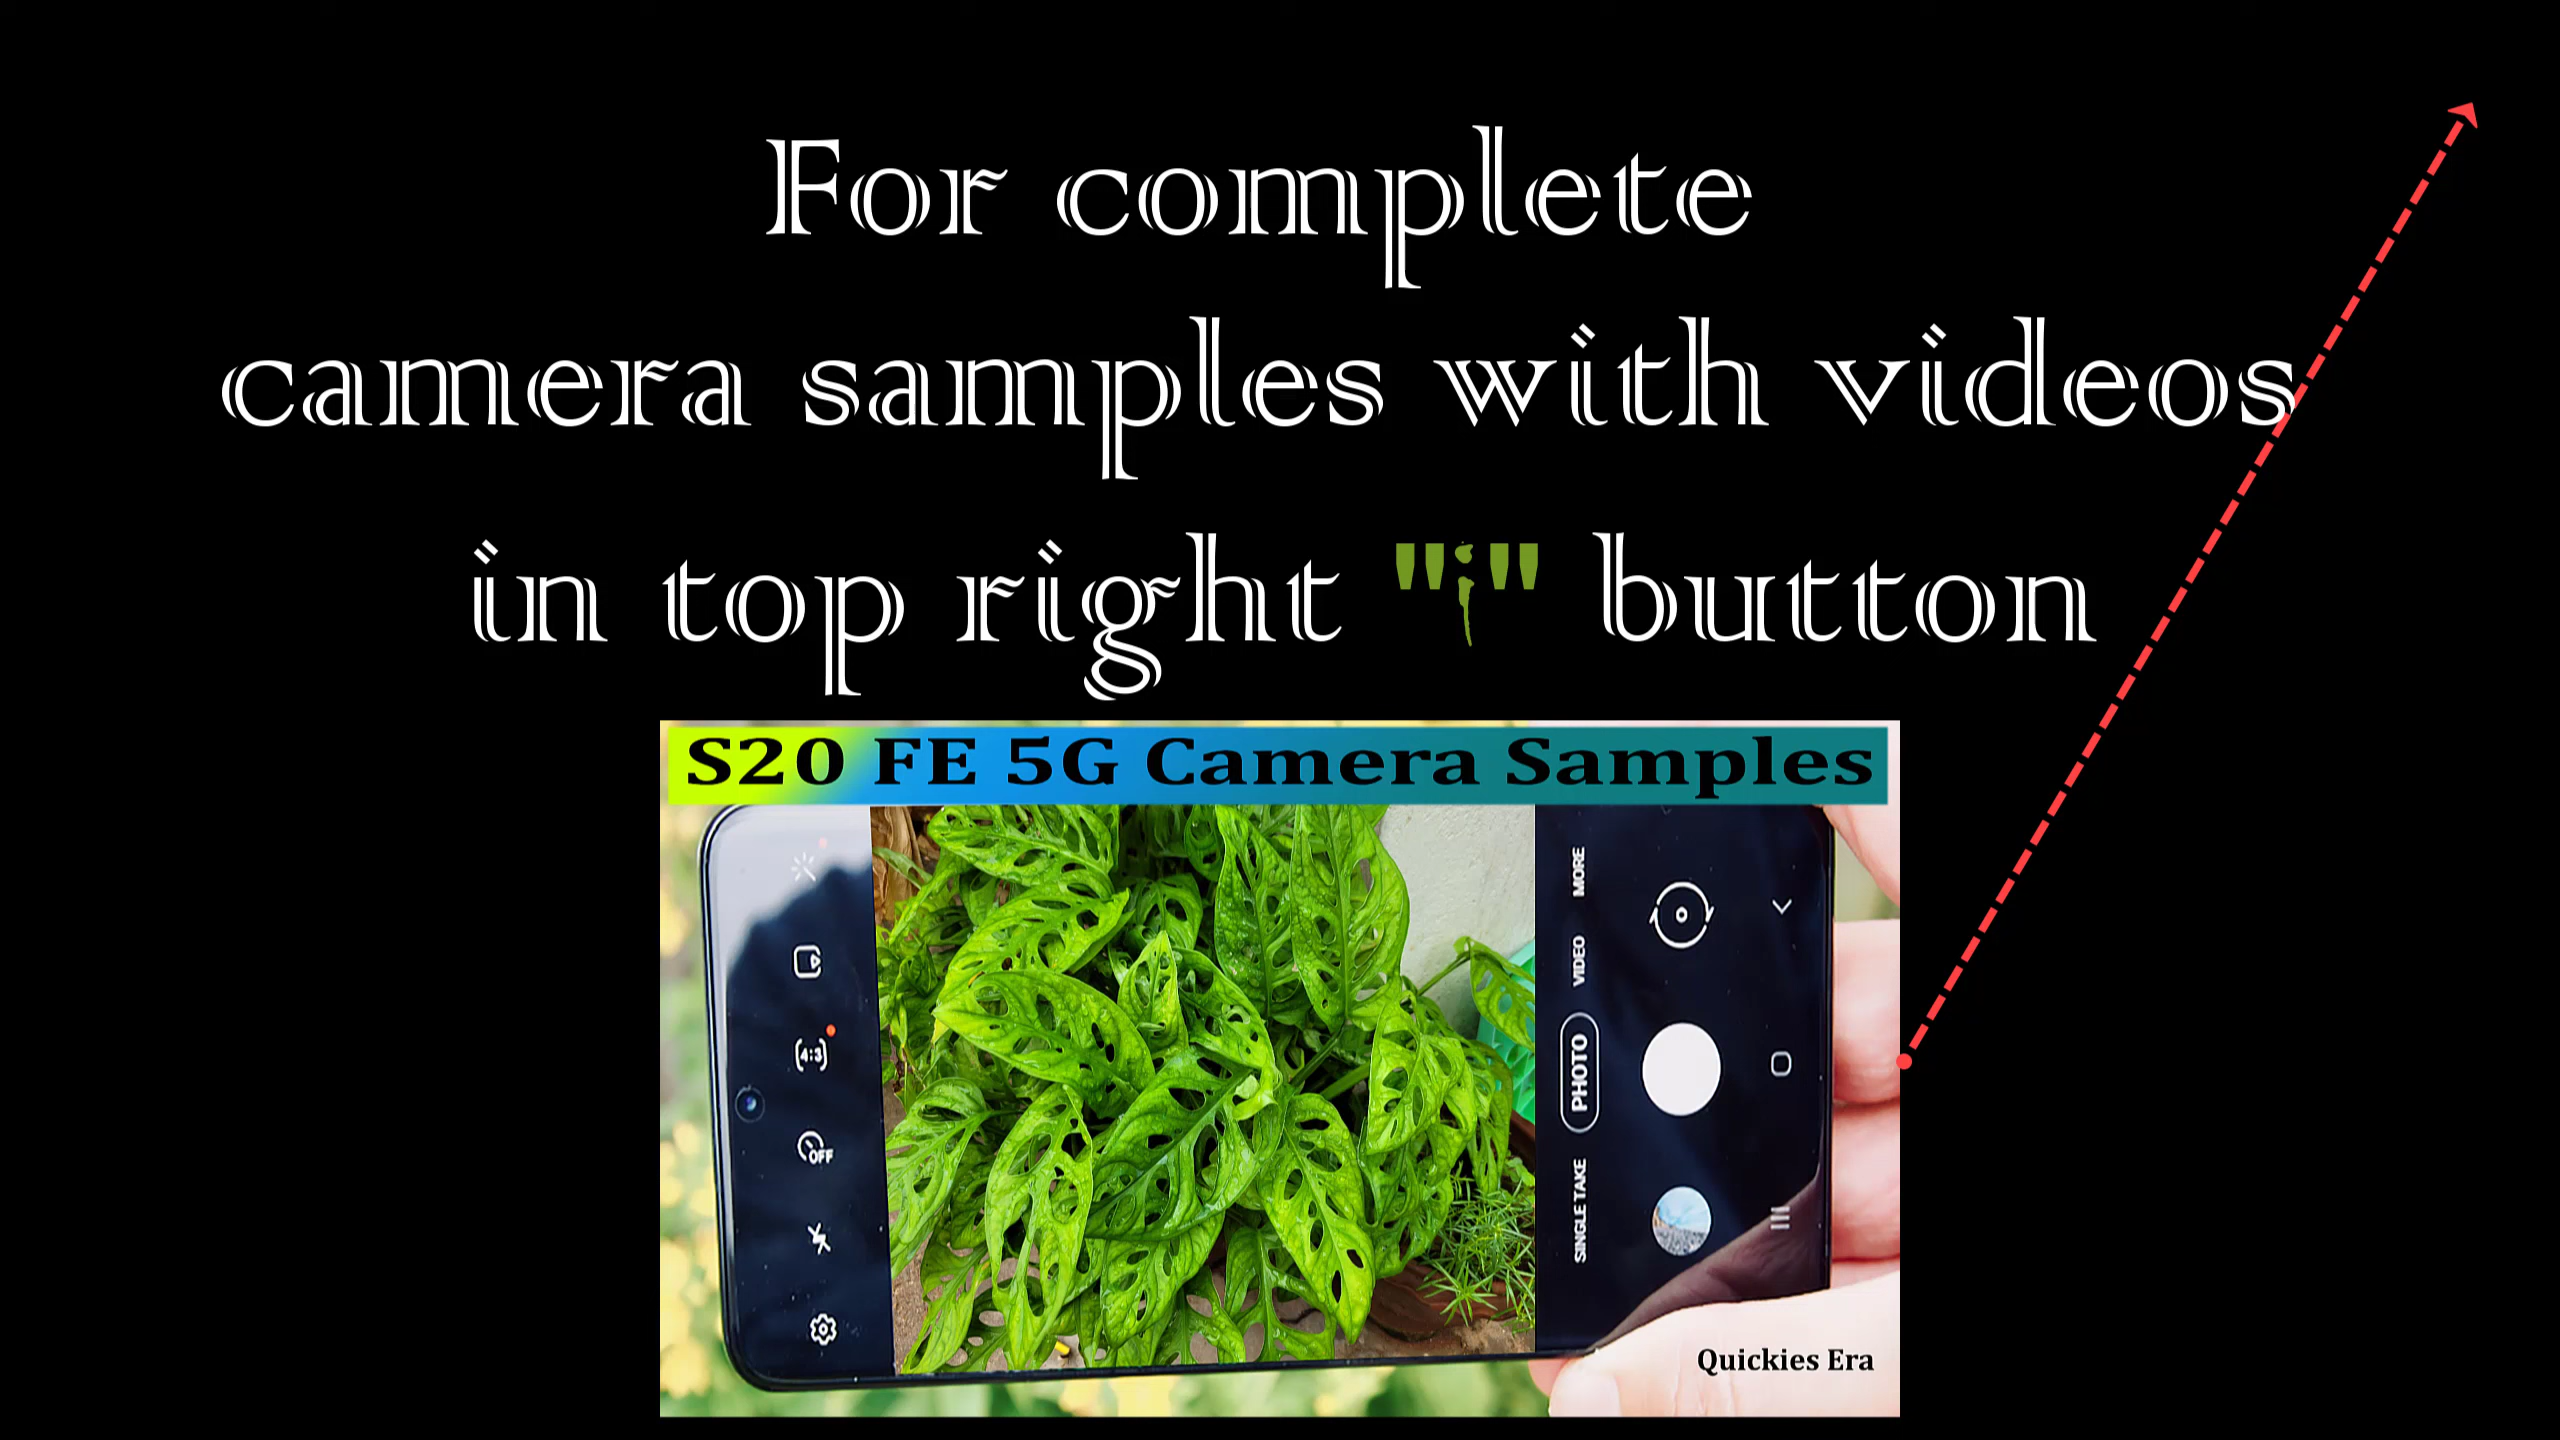 For complete
camera samples with videos
in top right "i" button
S20 FE 5G Camera Samples
MORE
VIDEO
PHOTO
SINGLE TAKE
4:3
OFF
Quickies Era